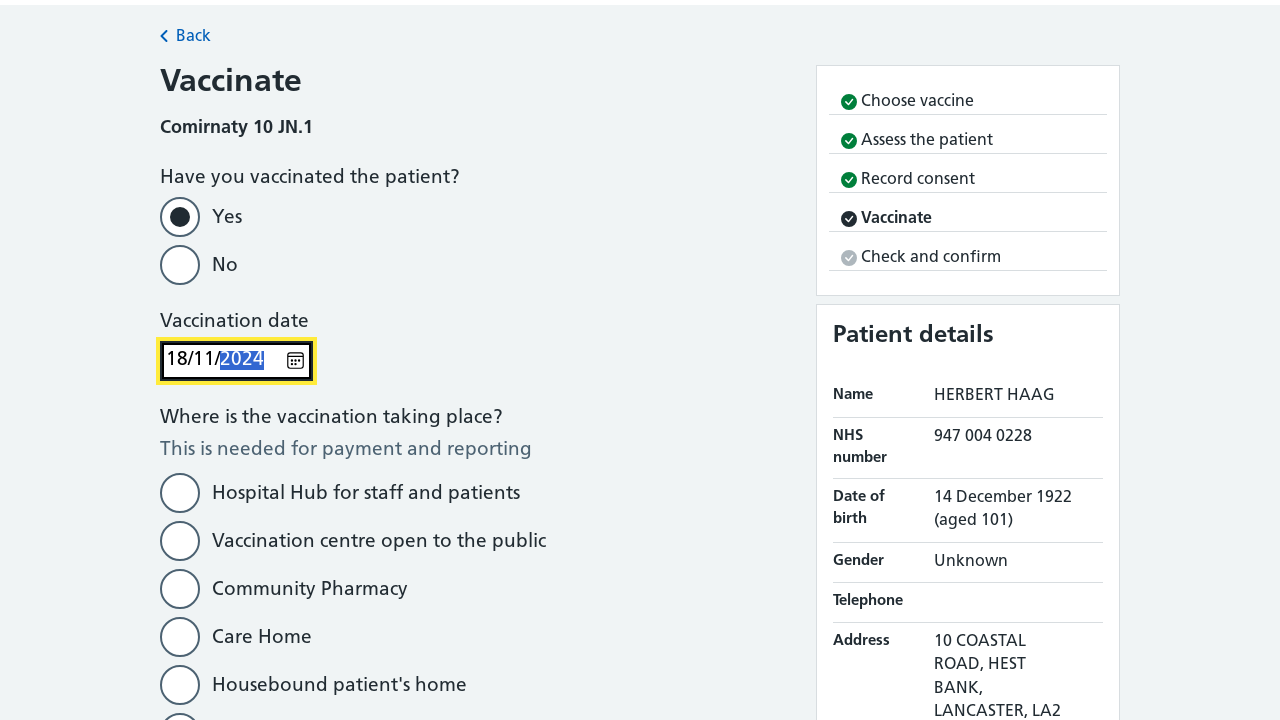 Back
Vaccinate
Comirnaty 10 JN.1
Have you vaccinated the patient?
Yes
No
Vaccination date
18/11/2024
Where is the vaccination taking place?
This is needed for payment and reporting
Hospital Hub for staff and patients
Vaccination centre open to the public
Community Pharmacy
Care Home
Housebound patient's home
Choose vaccine
Assess the patient
Record consent
Vaccinate
Check and confirm
Patient details
Name HERBERT HAAG
NHS number 947 004 0228
Date of birth 14 December 1922 (aged 101)
Gender Unknown
Telephone
Address 10 COASTAL
ROAD, HEST
BANK,
LANCASTER, LA2